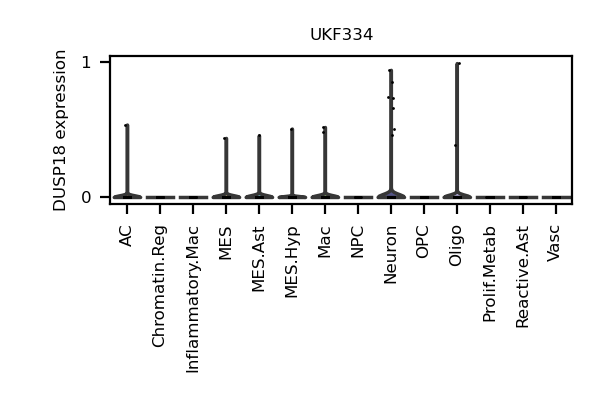 UKF334
DUSP18 expression
1
0
AC
Chromatin.Reg
Inflammatory.Mac
MES
MES.Ast
MES.Hyp
Mac
NPC
Neuron
OPC
Oligo
Prolif.Metab
Reactive.Ast
Vasc